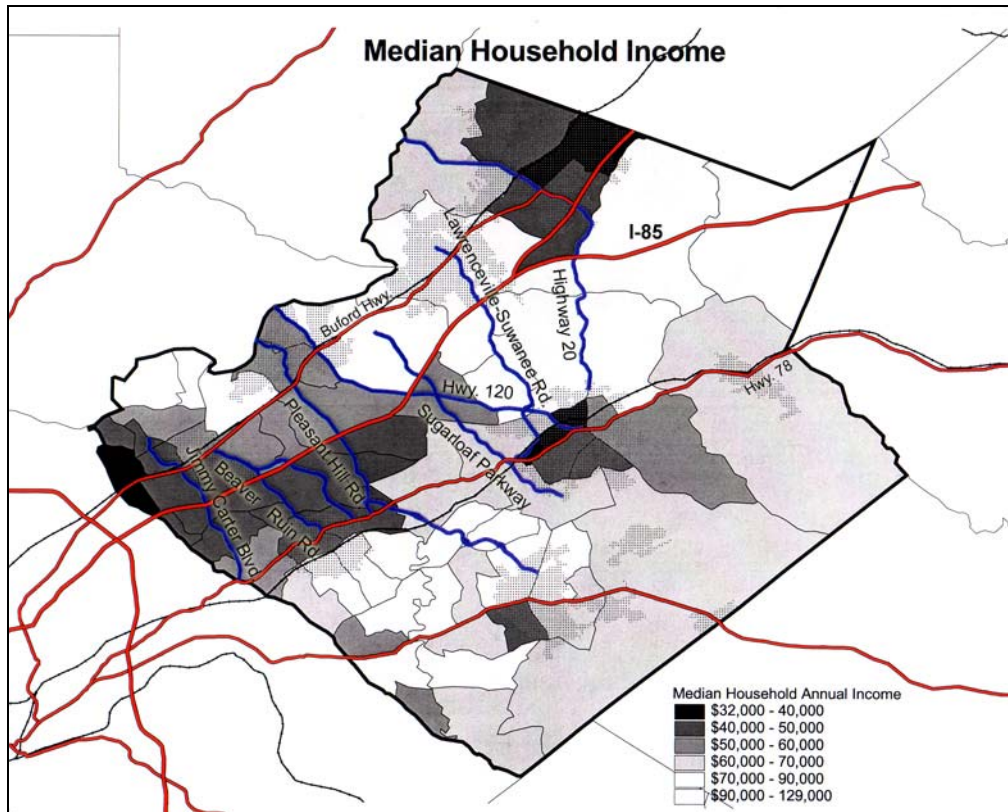 Median Household Income
I-85
Lawrenceville-Suwanee Rd.
Highway 20
Buford Hwy.
Hwy. 78
Hwy. 120
Pleasant Hill Rd.
Sugarloaf Parkway
Jimmy Carter Blvd
Beaver Ruin Rd.
Median Household Annual Income
$32,000 - 40,000
$40,000 - 50,000
$50,000 - 60,000
$60,000 - 70,000
$70,000 - 90,000
$90,000 - 129,000